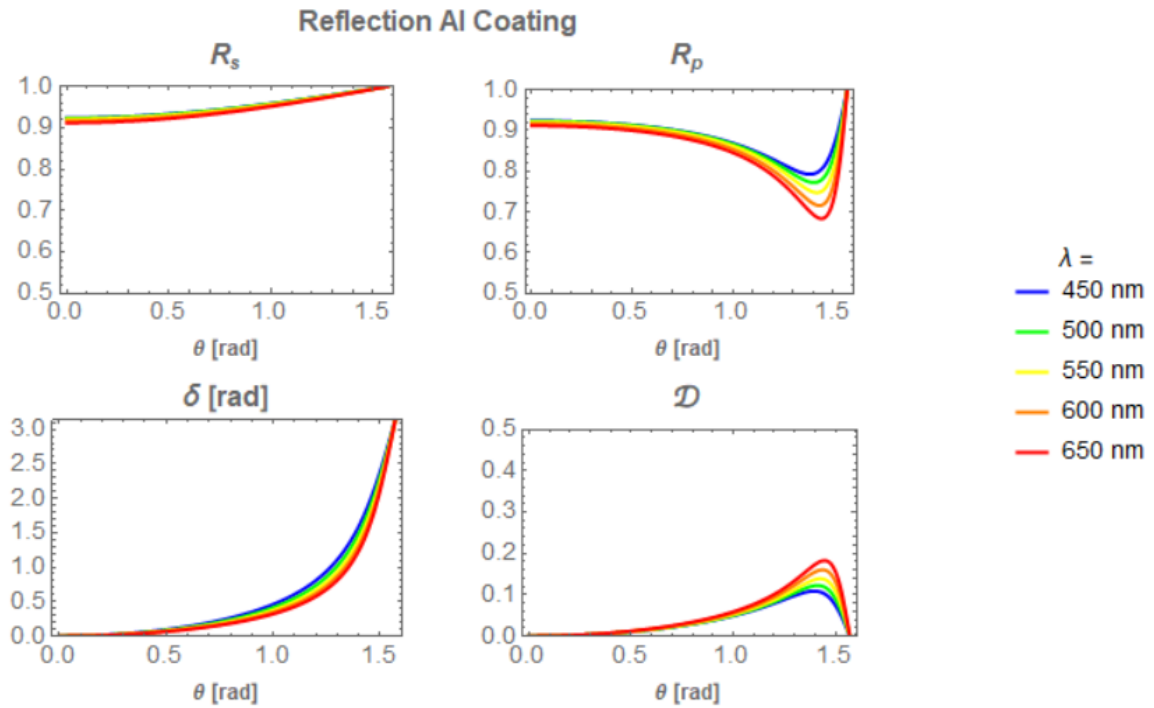 Reflection Al Coating
Rs
1.0
0.9
0.8
0.7
0.6
0.5
0.0 0.5 1.0 1.5
θ [rad]
Rp
1.0
0.9
0.8
0.7
0.6
0.5
0.0 0.5 1.0 1.5
θ [rad]
δ [rad]
3.0
2.5
2.0
1.5
1.0
0.5
0.0
0.0 0.5 1.0 1.5
θ [rad]
𝒟
0.5
0.4
0.3
0.2
0.1
0.0
0.0 0.5 1.0 1.5
θ [rad]
λ =
450 nm
500 nm
550 nm
600 nm
650 nm